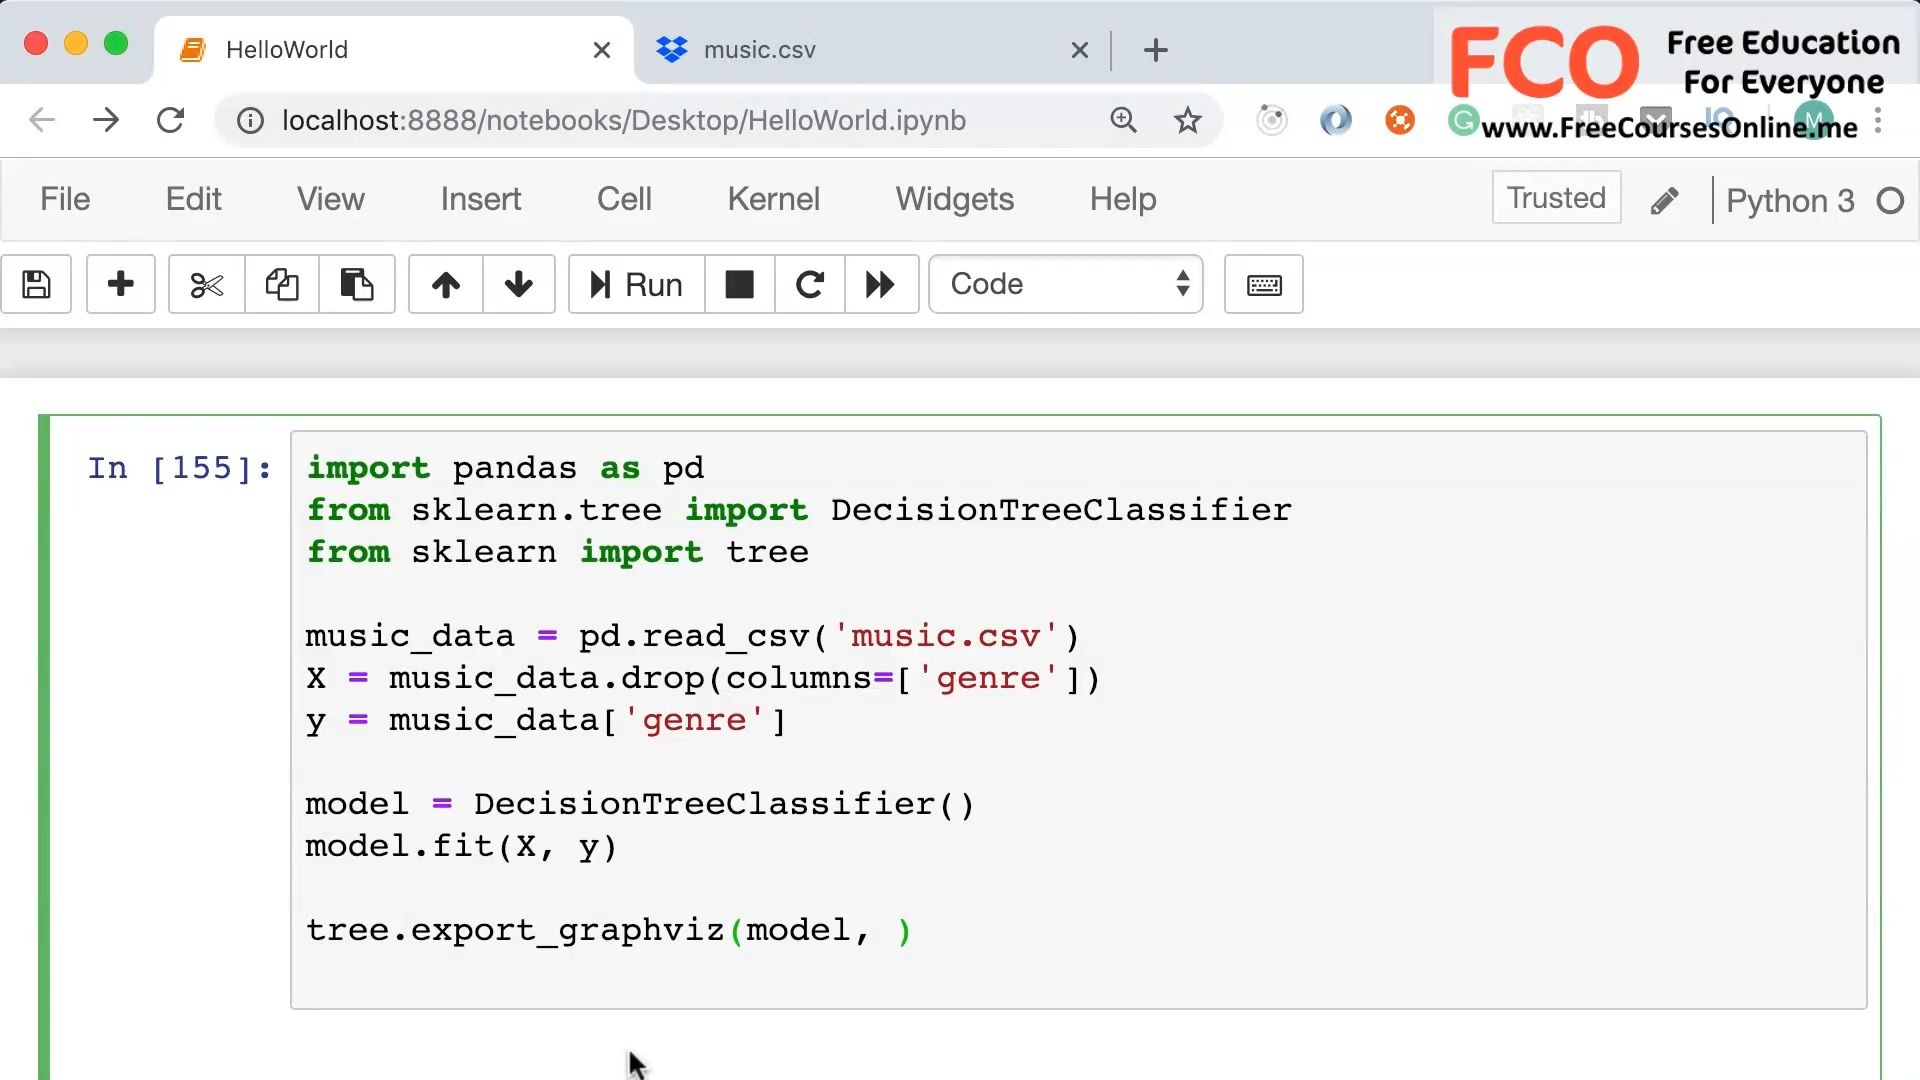 HelloWorld
music.csv
FCO
Free Education
For Everyone
www.FreeCoursesOnline.me
localhost:8888/notebooks/Desktop/HelloWorld.ipynb
File Edit View Insert Cell Kernel Widgets Help
Trusted
Python 3
Run
Code
In [155]:
import pandas as pd
from sklearn.tree import DecisionTreeClassifier
from sklearn import tree
music_data = pd.read_csv('music.csv')
X = music_data.drop(columns=['genre'])
y = music_data['genre']
model = DecisionTreeClassifier()
model.fit(X, y)
tree.export_graphviz(model, )